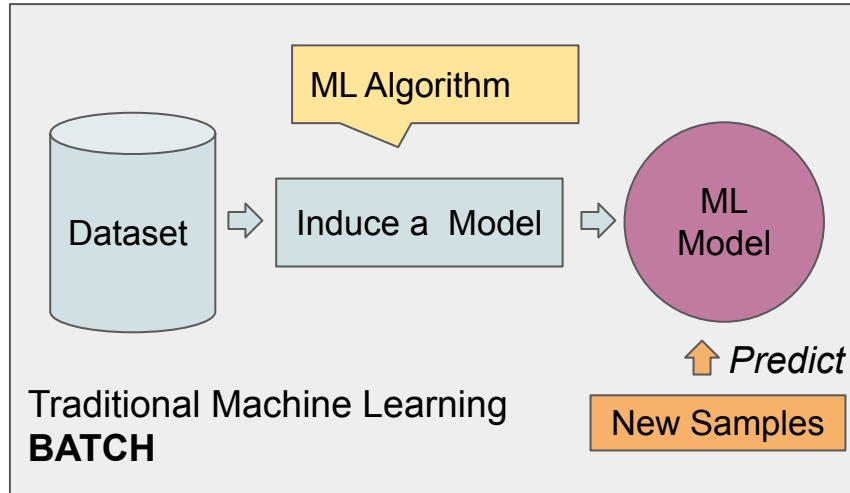 ML Algorithm
Dataset
Induce a Model
ML
Model
Predict
New Samples
Traditional Machine Learning
BATCH